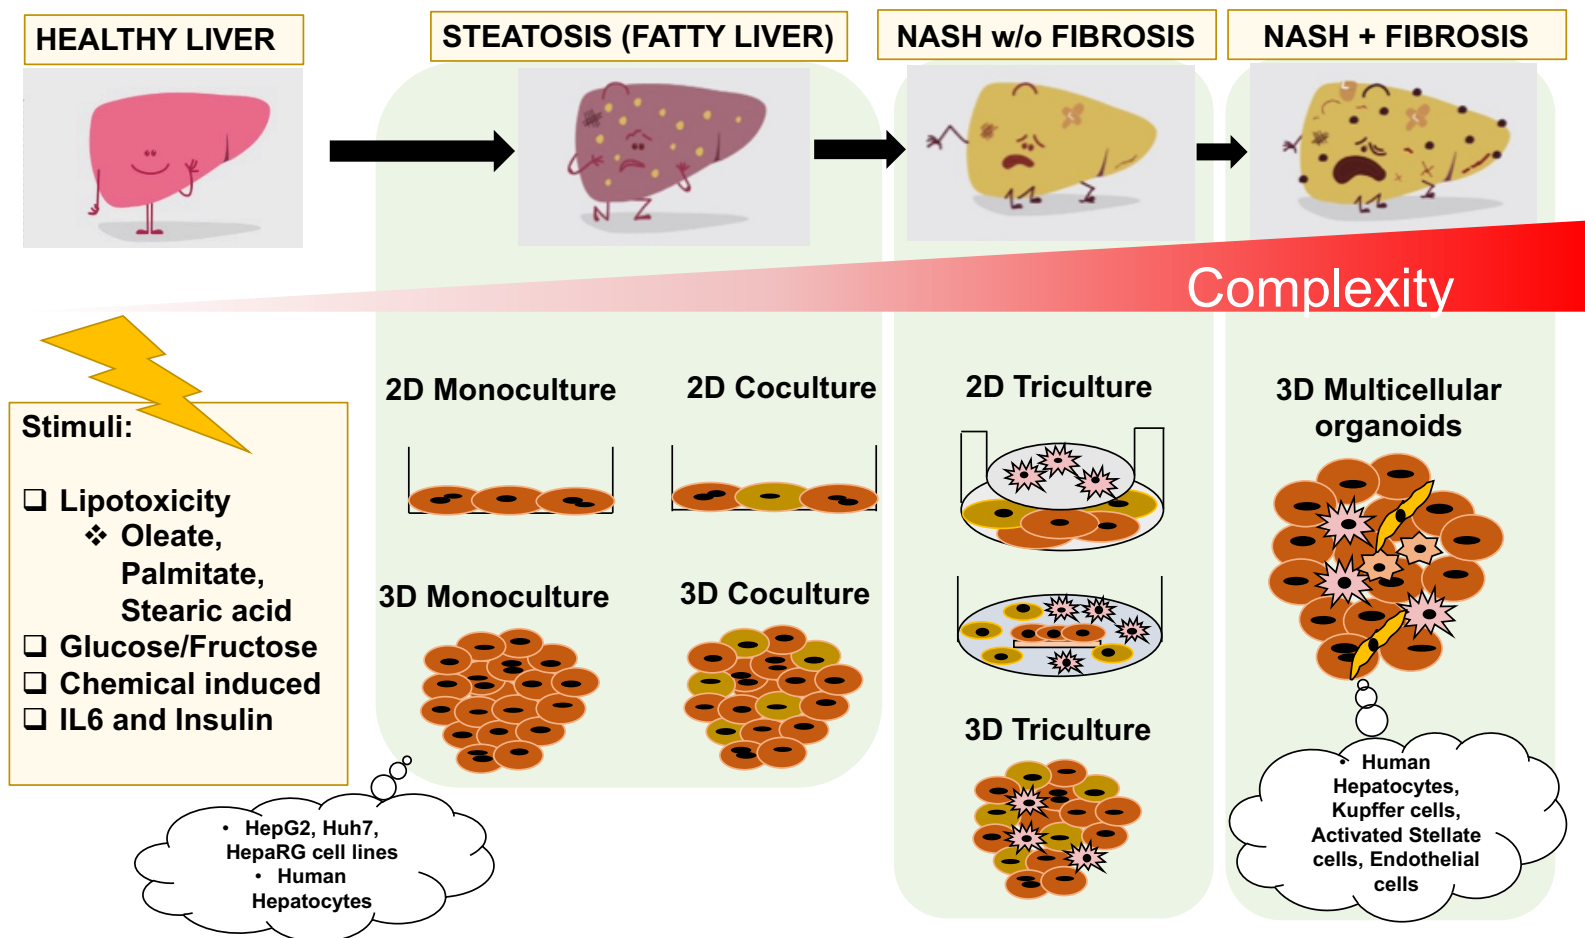 HEALTHY LIVER
STEATOSIS (FATTY LIVER)
NASH w/o FIBROSIS
NASH + FIBROSIS
Complexity
Stimuli:
❑ Lipotoxicity
❖ Oleate,
Palmitate,
Stearic acid
❑ Glucose/Fructose
❑ Chemical induced
❑ IL6 and Insulin
2D Monoculture
2D Coculture
3D Monoculture
3D Coculture
• HepG2, Huh7,
HepaRG cell lines
• Human
Hepatocytes
2D Triculture
3D Triculture
3D Multicellular
organoids
• Human
Hepatocytes,
Kupffer cells,
Activated Stellate
cells, Endothelial
cells